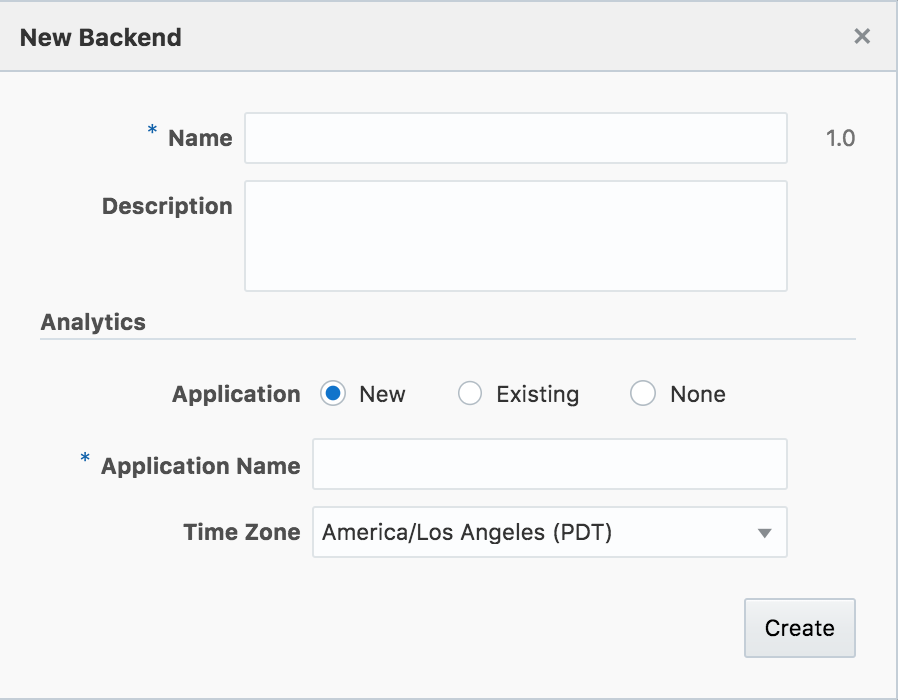 New Backend
* Name 1.0
Description
Analytics
Application New Existing None
* Application Name
Time Zone America/Los Angeles (PDT)
Create